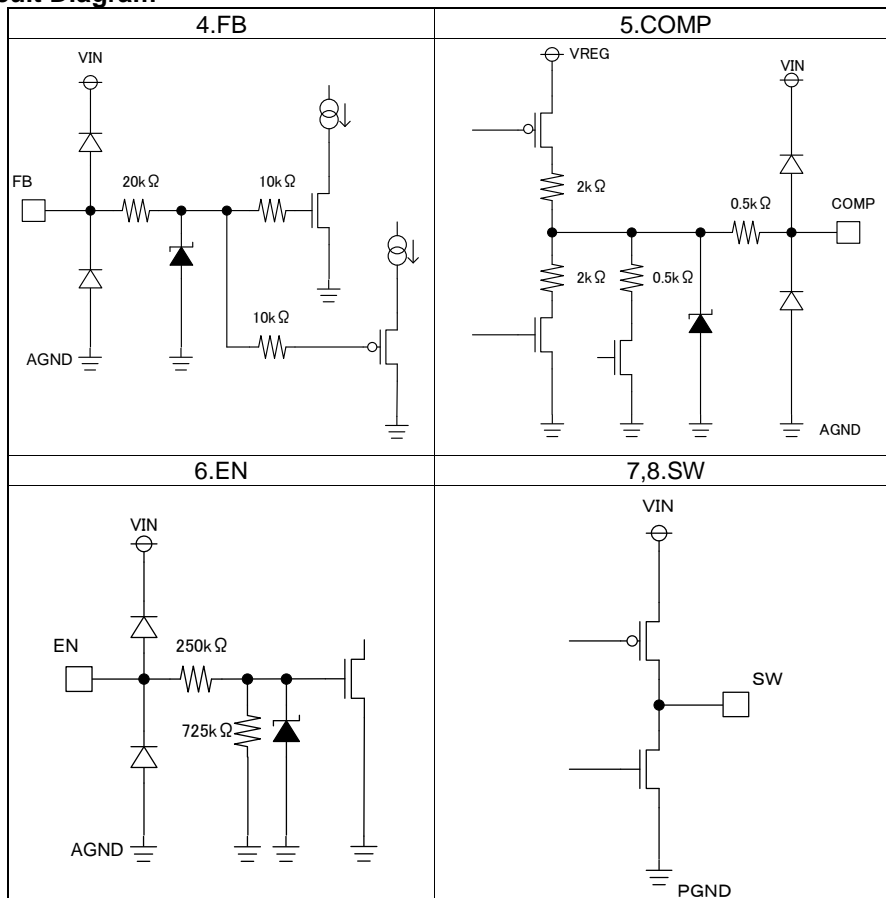 4.FB
VIN
FB
20kΩ
10kΩ
10kΩ
AGND
5.COMP
VREG
VIN
2kΩ
0.5kΩ
COMP
2kΩ
0.5kΩ
AGND
6.EN
VIN
EN
250kΩ
725kΩ
AGND
7,8.SW
VIN
SW
PGND